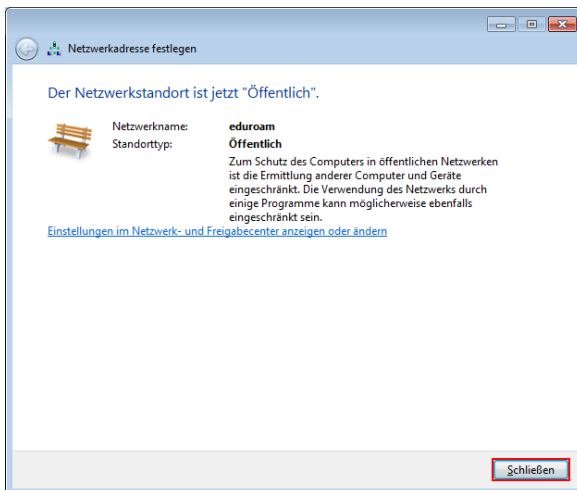 Netzwerkadresse festlegen
Der Netzwerkstandort ist jetzt "Öffentlich".
Netzwerkname: eduroam
Standorttyp: Öffentlich
Zum Schutz des Computers in öffentlichen Netzwerken
ist die Ermittlung anderer Computer und Geräte
eingeschränkt. Die Verwendung des Netzwerks durch
einige Programme kann möglicherweise ebenfalls
eingeschränkt sein.
Einstellungen im Netzwerk- und Freigabecenter anzeigen oder ändern
Schließen